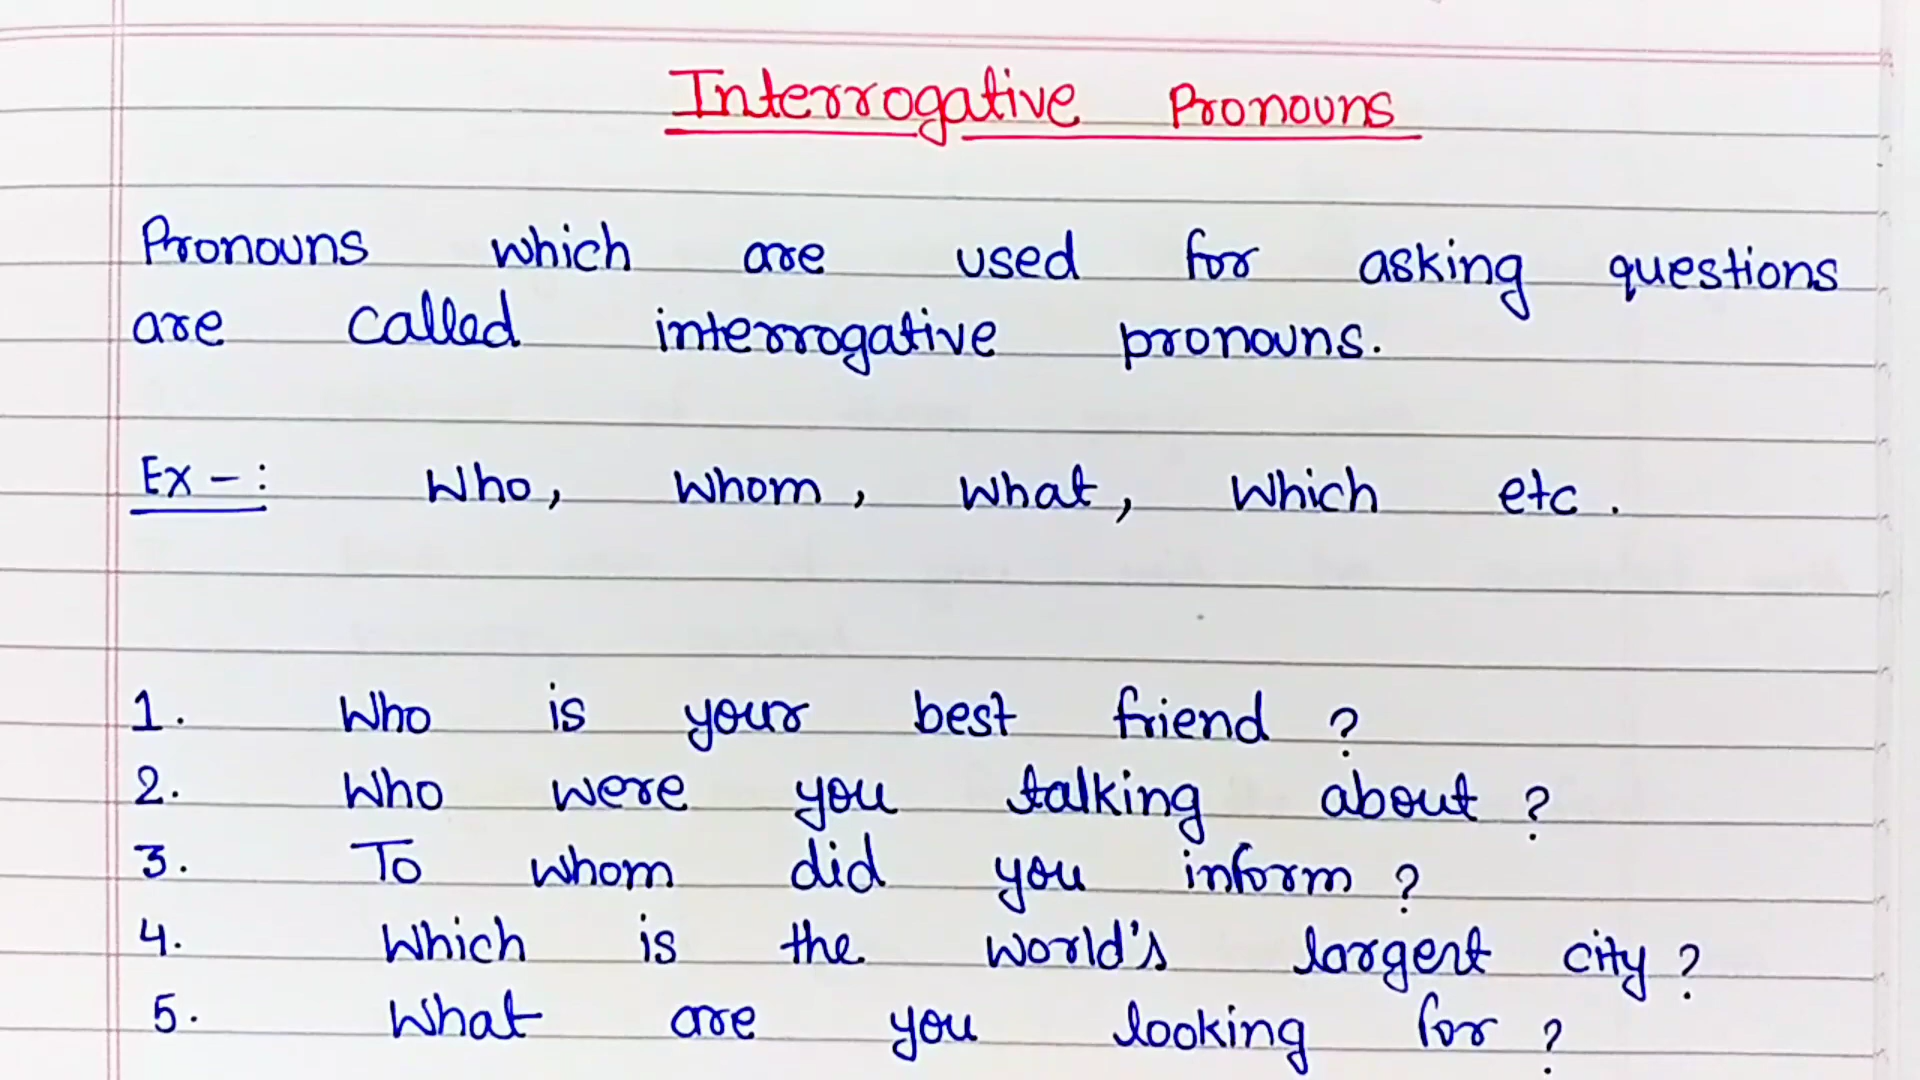 Interrogative Pronouns
Pronouns which are used for asking questions
are called interrogative pronouns.
Ex -: Who, Whom, What, Which etc.
1. Who is your best friend ?
2. Who were you talking about ?
3. To whom did you inform ?
4. Which is the world's largest city ?
5. What are you looking for ?